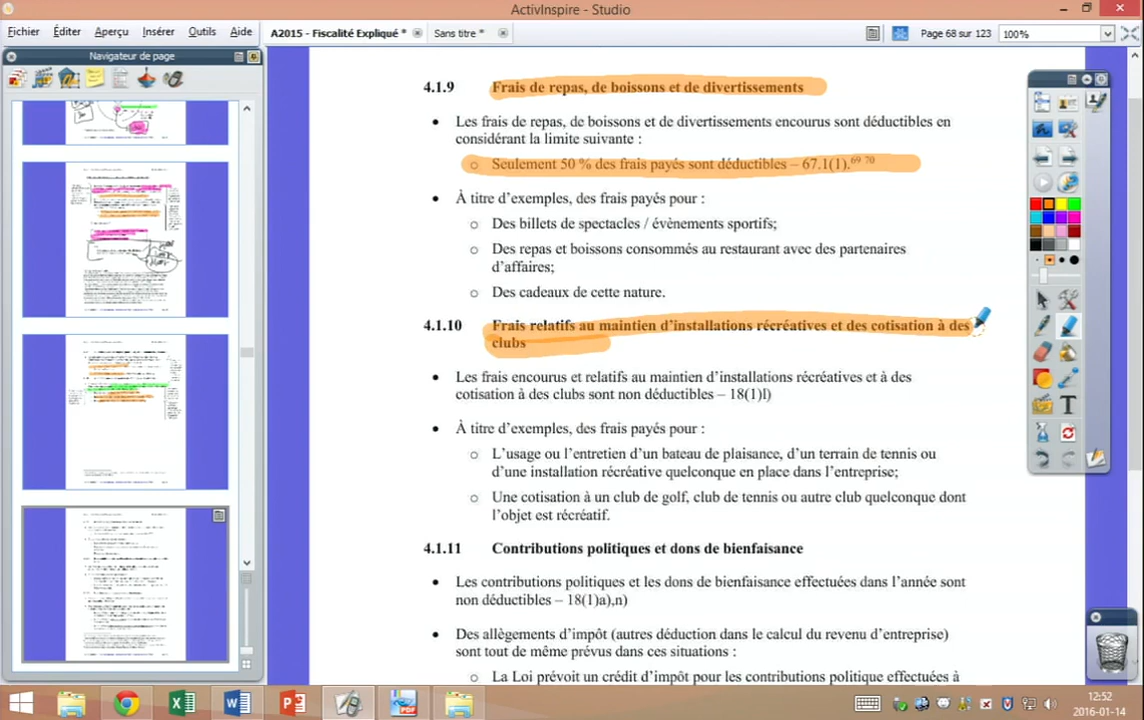 ActivInspire - Studio
Fichier Éditer Aperçu Insérer Outils Aide
A2015 - Fiscalité Expliqué *
Sans titre *
Page 68 sur 123
100%
Navigateur de page
4.1.9 Frais de repas, de boissons et de divertissements
• Les frais de repas, de boissons et de divertissements encourus sont déductibles en
considérant la limite suivante :
o Seulement 50 % des frais payés sont déductibles – 67.1(1).69 70
• À titre d'exemples, des frais payés pour :
o Des billets de spectacles / évènements sportifs;
o Des repas et boissons consommés au restaurant avec des partenaires
d'affaires;
o Des cadeaux de cette nature.
4.1.10 Frais relatifs au maintien d'installations récréatives et des cotisation à des
clubs
• Les frais encourus et relatifs au maintien d'installations récréatives et à des
cotisation à des clubs sont non déductibles – 18(1)l)
• À titre d'exemples, des frais payés pour :
o L'usage ou l'entretien d'un bateau de plaisance, d'un terrain de tennis ou
d'une installation récréative quelconque en place dans l'entreprise;
o Une cotisation à un club de golf, club de tennis ou autre club quelconque dont
l'objet est récréatif.
4.1.11 Contributions politiques et dons de bienfaisance
• Les contributions politiques et les dons de bienfaisance effectuées dans l'année sont
non déductibles – 18(1)a),n)
• Des allègements d'impôt (autres déduction dans le calcul du revenu d'entreprise)
sont tout de même prévus dans ces situations :
o La Loi prévoit un crédit d'impôt pour les contributions politique effectuées à
12:52
2016-01-14